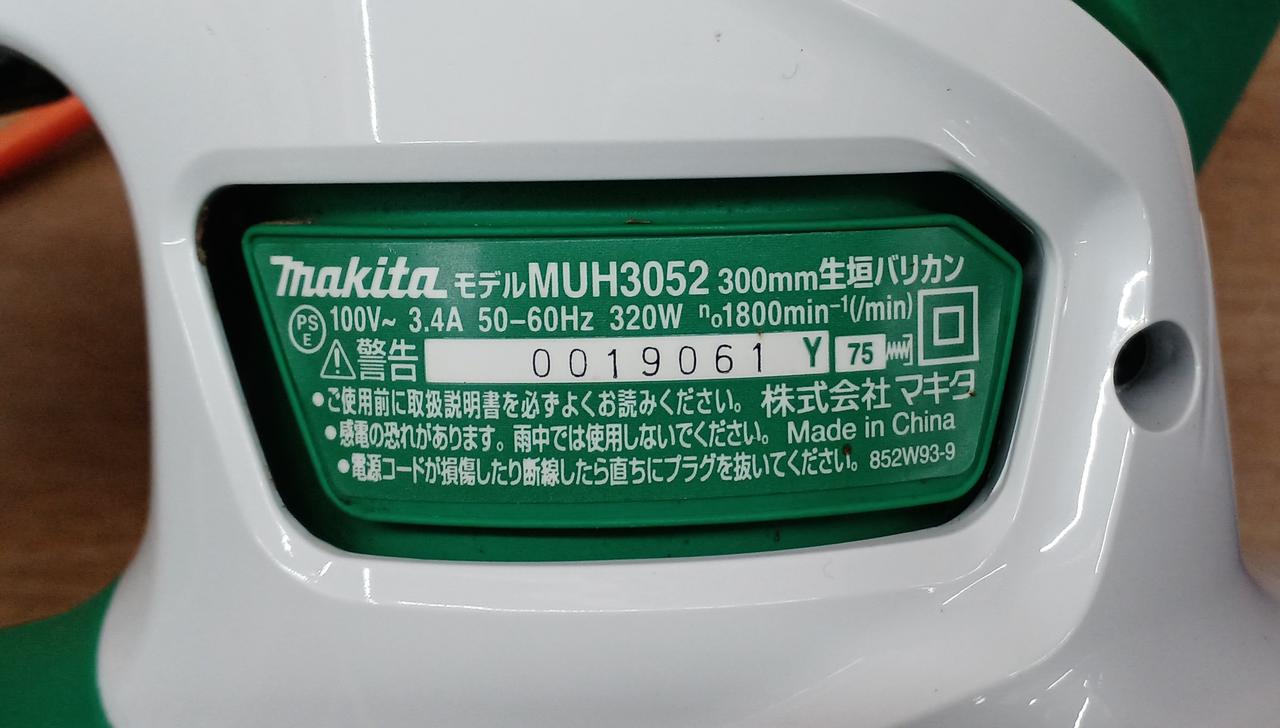 makita モデルMUH3052 300mm生垣バリカン
PS E 100V~ 3.4A 50-60Hz 320W n₀1800min⁻¹(/min)
警告 0019061 Y 75
●ご使用前に取扱説明書を必ずよくお読みください。 株式会社マキタ
●感電の恐れがあります。雨中では使用しないでください。 Made in China
●電源コードが損傷したり断線したら直ちにプラグを抜いてください。 852W93-9